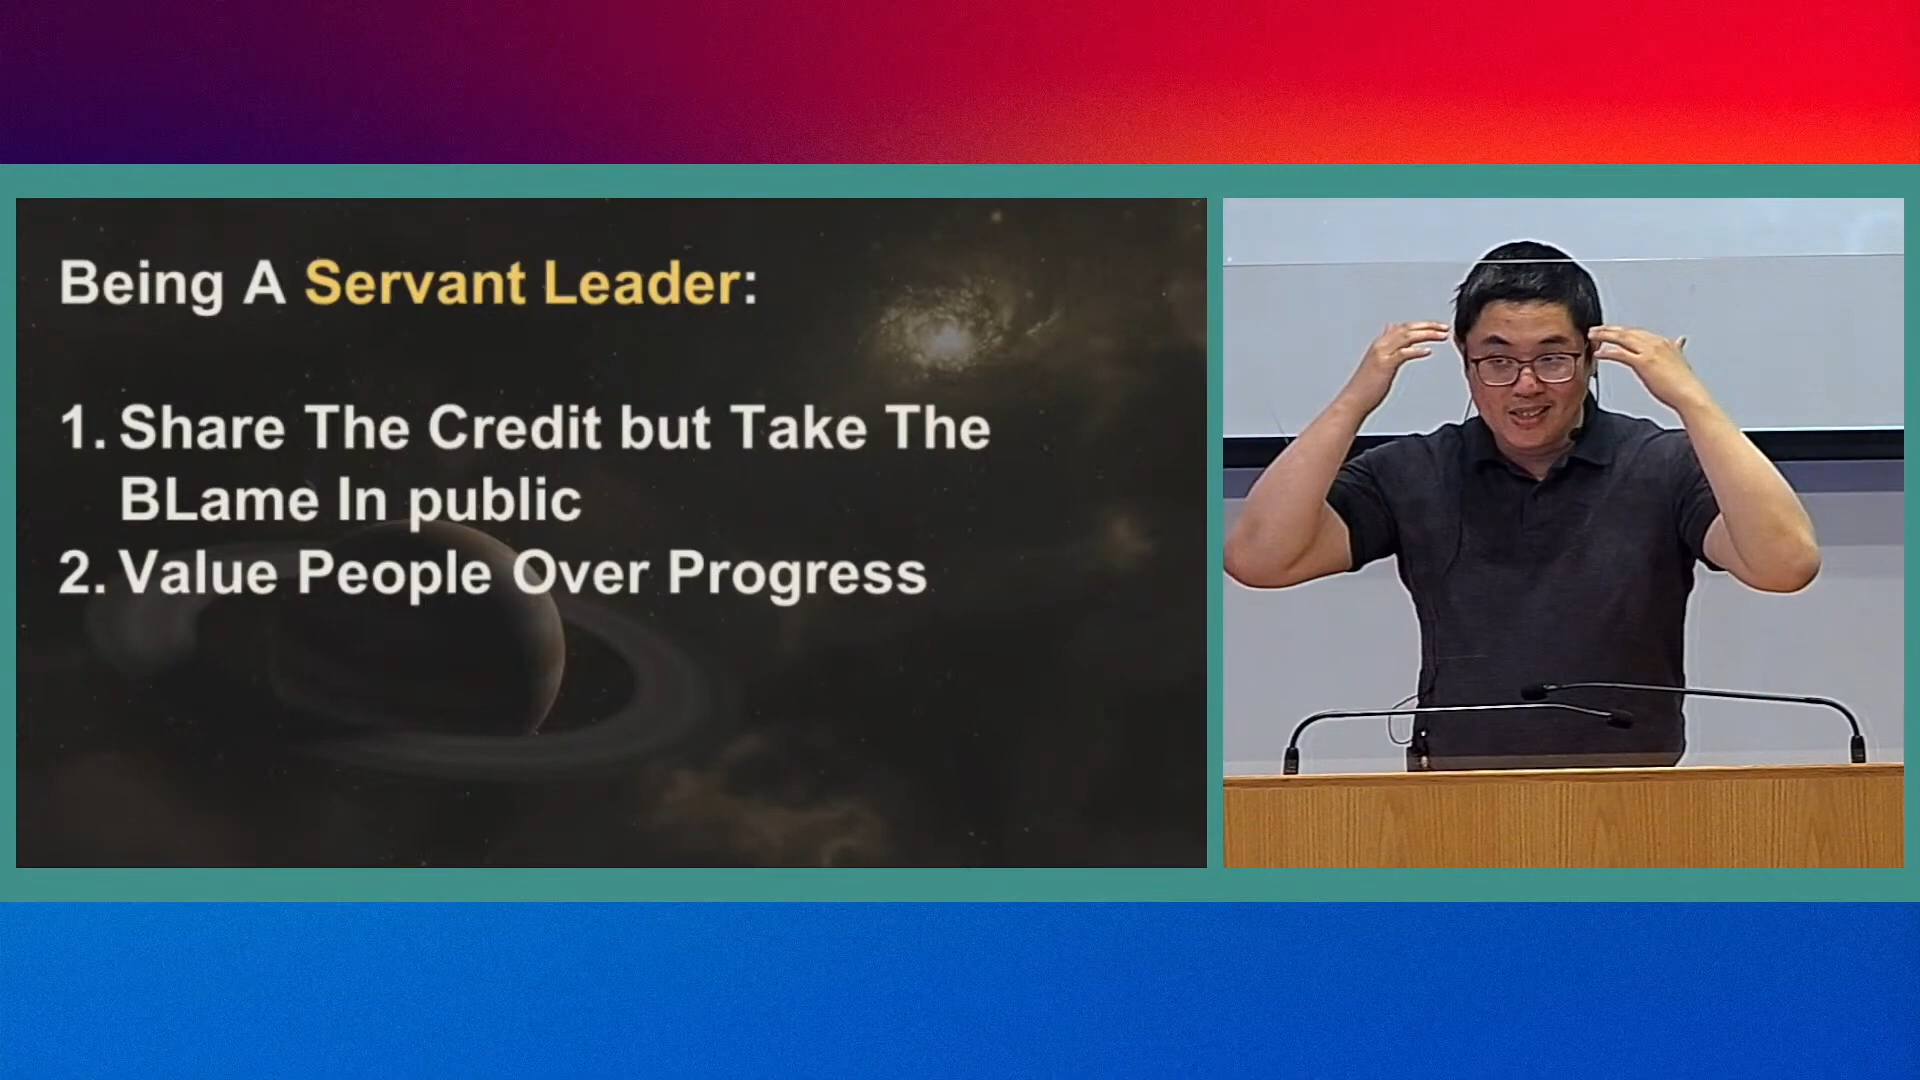 Being A Servant Leader:
1. Share The Credit but Take The
BLame In public
2. Value People Over Progress